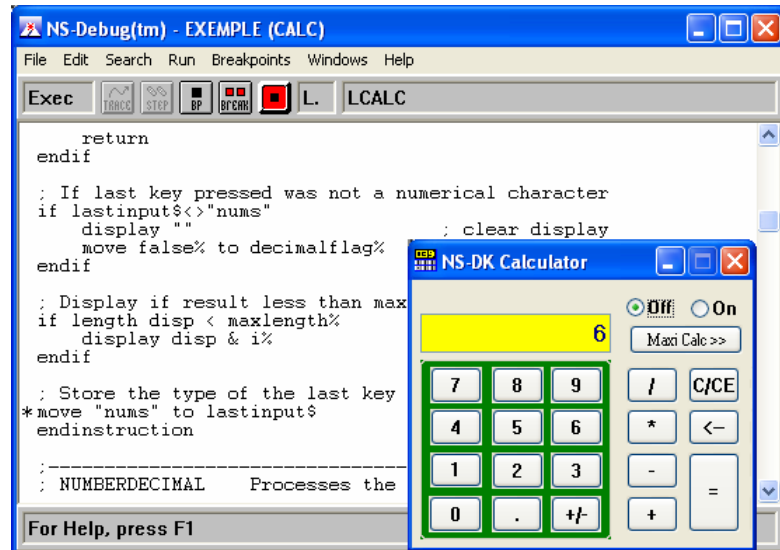 NS-Debug(tm) - EXEMPLE (CALC)
File Edit Search Run Breakpoints Windows Help
Exec TRACE STEP BP BREAK L. LCALC
return
endif
; If last key pressed was not a numerical character
if lastinput$<>"nums"
display "" ; clear display
move false% to decimalflag%
endif
; Display if result less than max
if length disp < maxlength%
display disp & i%
endif
; Store the type of the last key
*move "nums" to lastinput$
endinstruction
;-----------------------------------
; NUMBERDECIMAL Processes the
For Help, press F1
NS-DK Calculator
Off On
6
Maxi Calc >>
7 8 9 / C/CE
4 5 6 * <--
1 2 3 - =
0 . +/- +